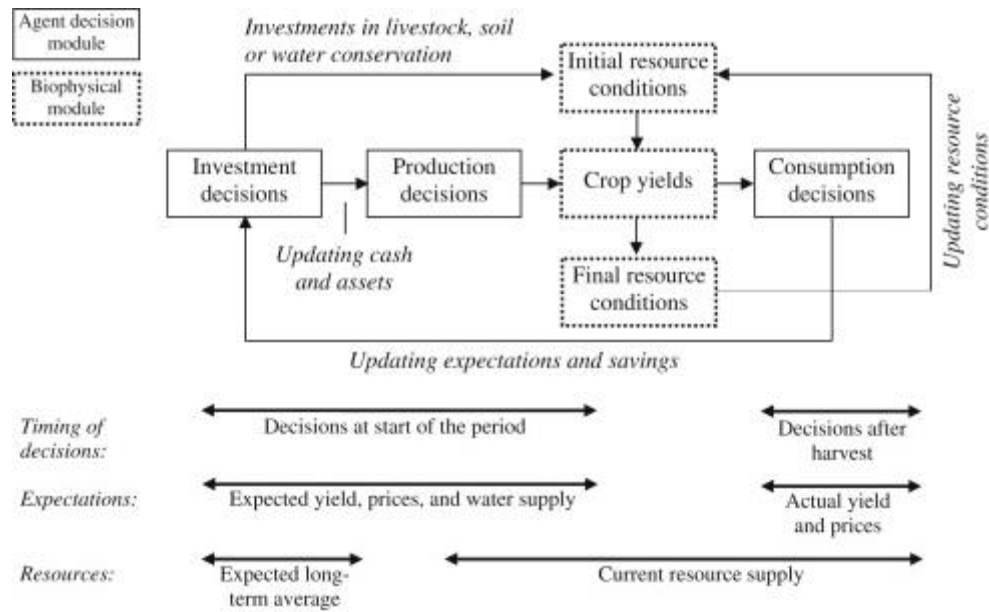 Agent decision
module
Biophysical
module
Investments in livestock, soil
or water conservation
Initial resource
conditions
Investment
decisions
Production
decisions
Crop yields
Consumption
decisions
Updating resource
conditions
Updating cash
and assets
Final resource
conditions
Updating expectations and savings
Timing of
decisions:
Decisions at start of the period
Decisions after
harvest
Expectations:
Expected yield, prices, and water supply
Actual yield
and prices
Resources:
Expected long-
term average
Current resource supply